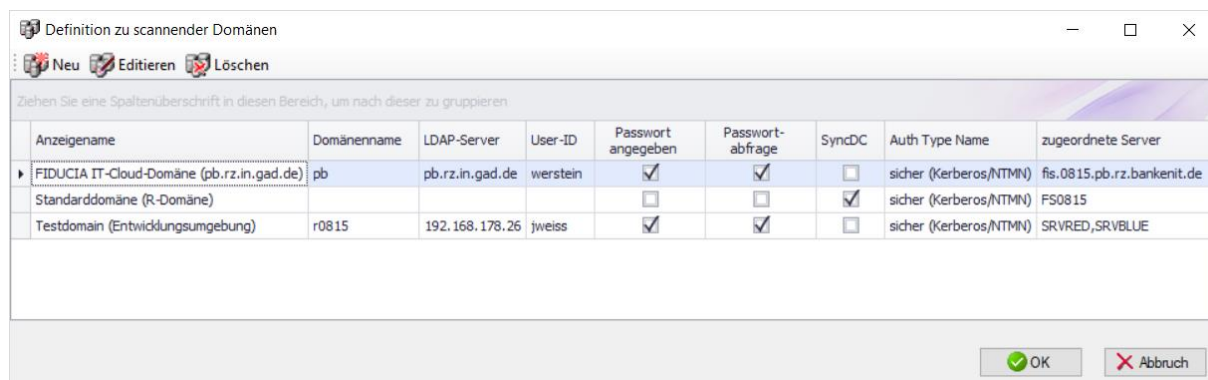 Definition zu scannender Domänen
Neu Editieren Löschen
Ziehen Sie eine Spaltenüberschrift in diesen Bereich, um nach dieser zu gruppieren
Anzeigename Domänenname LDAP-Server User-ID Passwort angegeben Passwort-abfrage SyncDC Auth Type Name zugeordnete Server
FIDUCIA IT-Cloud-Domäne (pb.rz.in.gad.de) pb pb.rz.in.gad.de werstein sicher (Kerberos/NTMN) fis.0815.pb.rz.bankenit.de
Standarddomäne (R-Domäne) sicher (Kerberos/NTMN) FS0815
Testdomain (Entwicklungsumgebung) r0815 192.168.178.26 jweiss sicher (Kerberos/NTMN) SRVRED,SRVBLUE
OK Abbruch